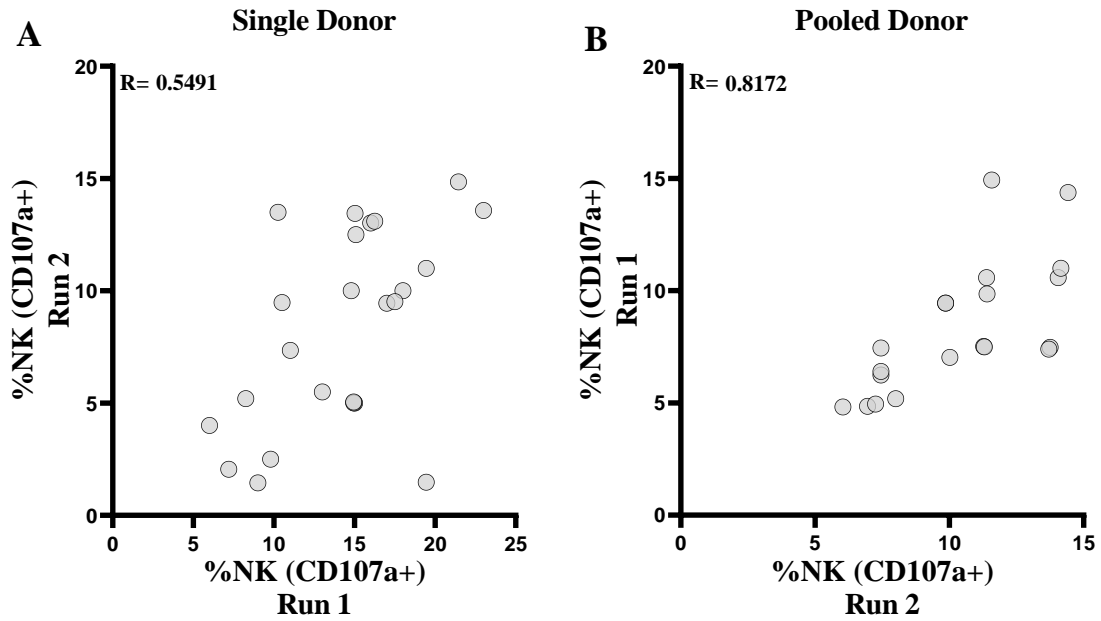 A
Single Donor
R= 0.5491
20
15
10
5
0
%NK (CD107a+)
Run 2
0
5
10
15
20
25
%NK (CD107a+)
Run 1
B
Pooled Donor
R= 0.8172
20
15
10
5
0
%NK (CD107a+)
Run 1
0
5
10
15
%NK (CD107a+)
Run 2